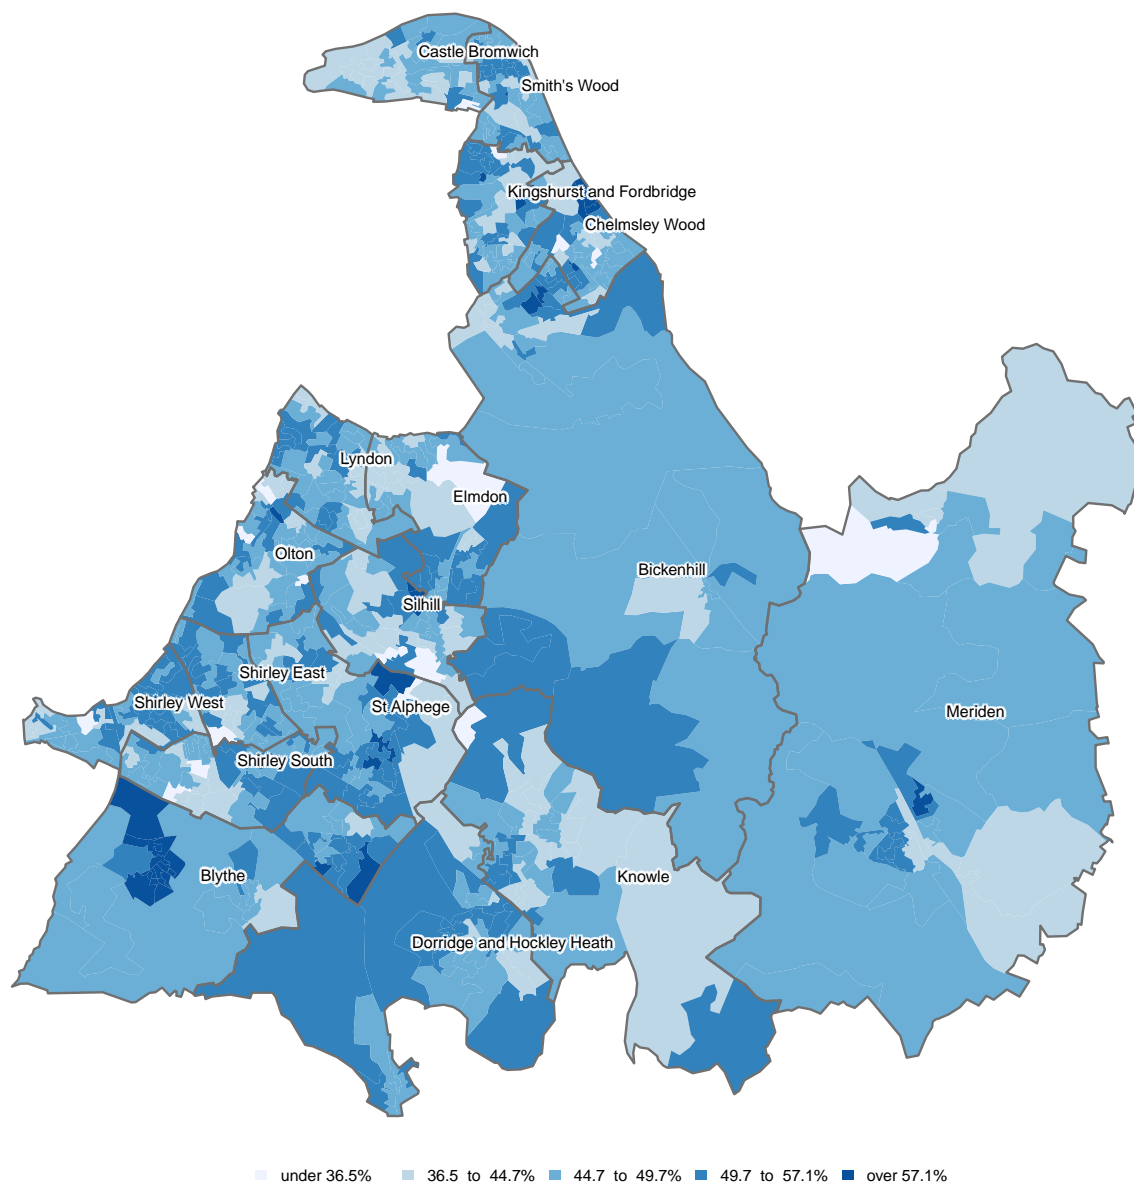 Castle Bromwich
Smith's Wood
Kingshurst and Fordbridge
Chelmsley Wood
Lyndon
Elmdon
Olton
Bickenhill
Silhill
Shirley East
Shirley West
St Alphege
Meriden
Shirley South
Blythe
Knowle
Dorridge and Hockley Heath
under 36.5% 36.5 to 44.7% 44.7 to 49.7% 49.7 to 57.1% over 57.1%